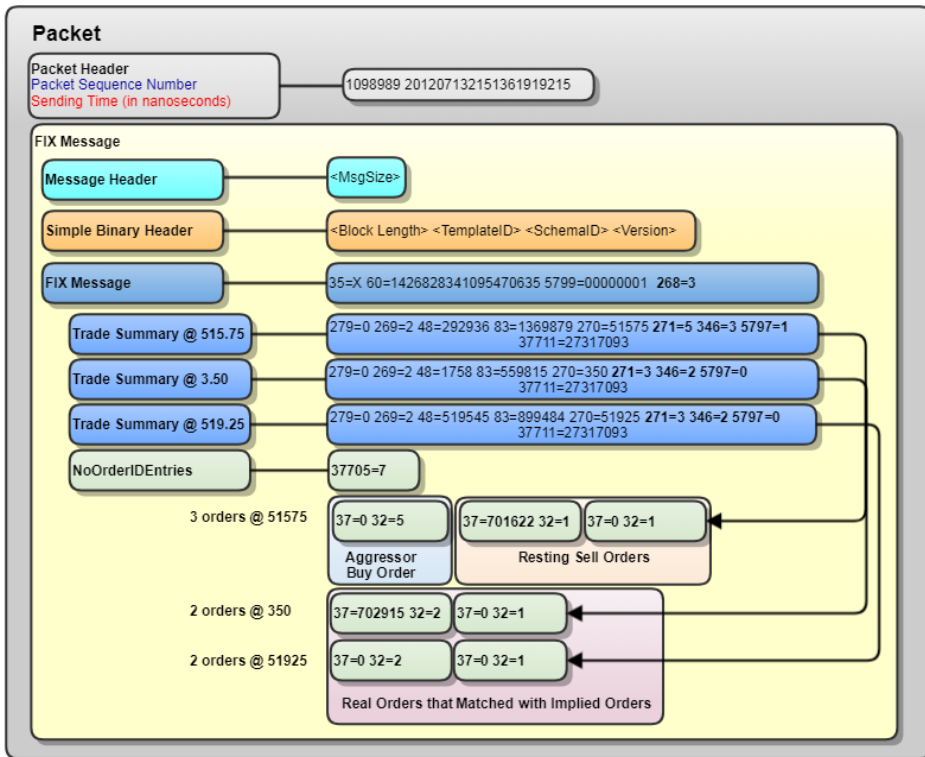 Packet
Packet Header
Packet Sequence Number
Sending Time (in nanoseconds)
1098989 201207132151361919215
FIX Message
Message Header
<MsgSize>
Simple Binary Header
<Block Length> <TemplateID> <SchemaID> <Version>
FIX Message
35=X 60=1426828341095470635 5799=00000001 268=3
Trade Summary @ 515.75
279=0 269=2 48=292936 83=1369879 270=51575 271=5 346=3 5797=1
37711=27317093
Trade Summary @ 3.50
279=0 269=2 48=1758 83=559815 270=350 271=3 346=2 5797=0
37711=27317093
Trade Summary @ 519.25
279=0 269=2 48=519545 83=899484 270=51925 271=3 346=2 5797=0
37711=27317093
NoOrderIDEntries
37705=7
3 orders @ 51575
37=0 32=5
37=701622 32=1
37=0 32=1
Aggressor
Buy Order
Resting Sell Orders
2 orders @ 350
37=702915 32=2
37=0 32=1
2 orders @ 51925
37=0 32=2
37=0 32=1
Real Orders that Matched with Implied Orders